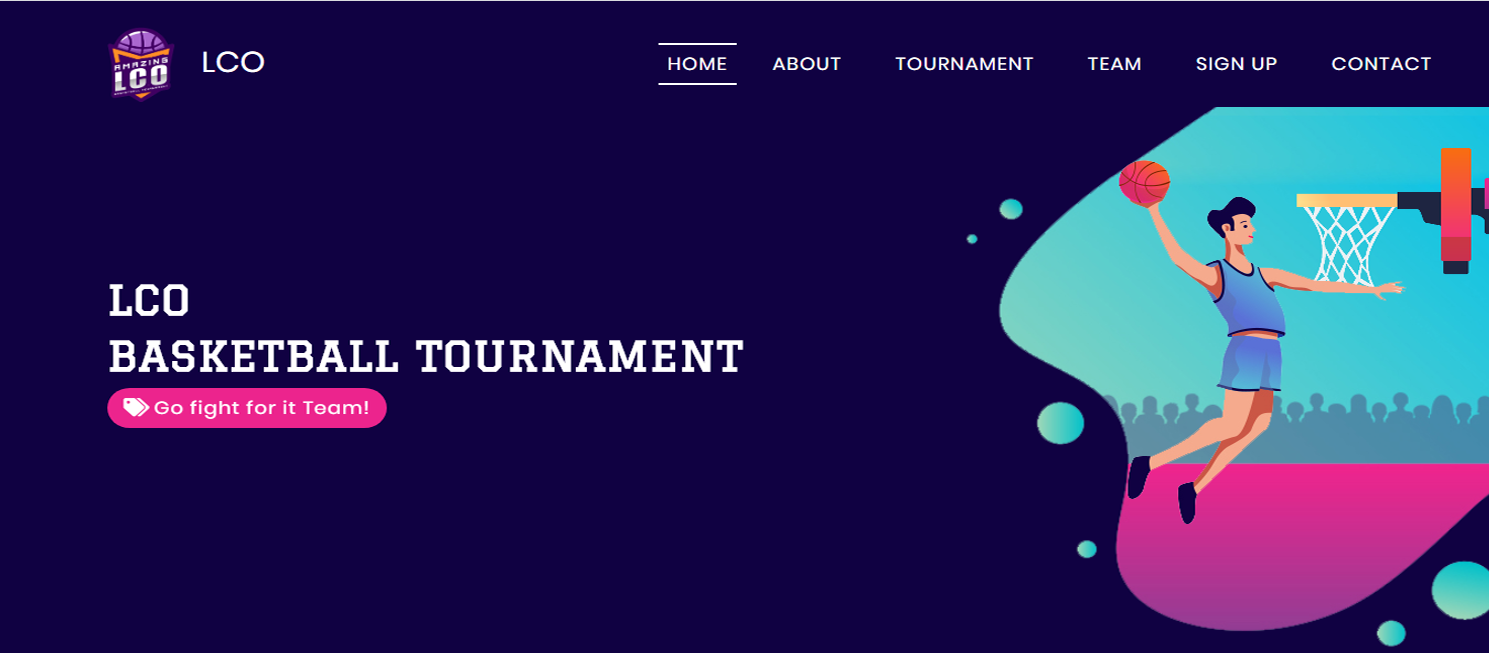 AMAZING
LCO
LCO
HOME
ABOUT
TOURNAMENT
TEAM
SIGN UP
CONTACT
LCO
BASKETBALL TOURNAMENT
Go fight for it Team!